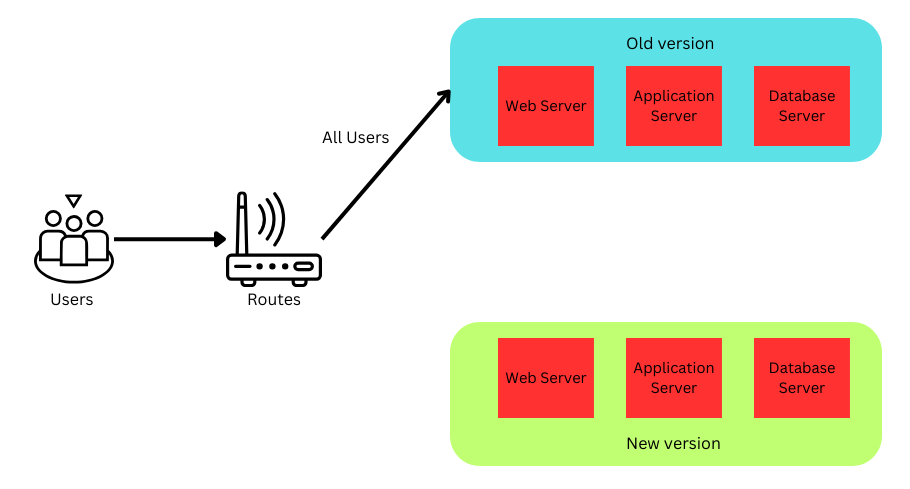 Old version
Web Server
Application
Server
Database
Server
All Users
Users
Routes
Web Server
Application
Server
Database
Server
New version